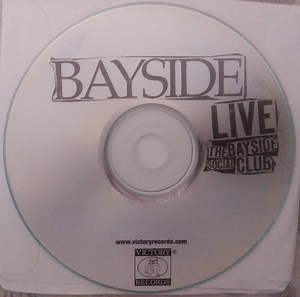 BAYSIDE
LIVE
THE BAYSIDE
SOCIAL CLUB
www.victoryrecords.com
VICTORY
RECORDS